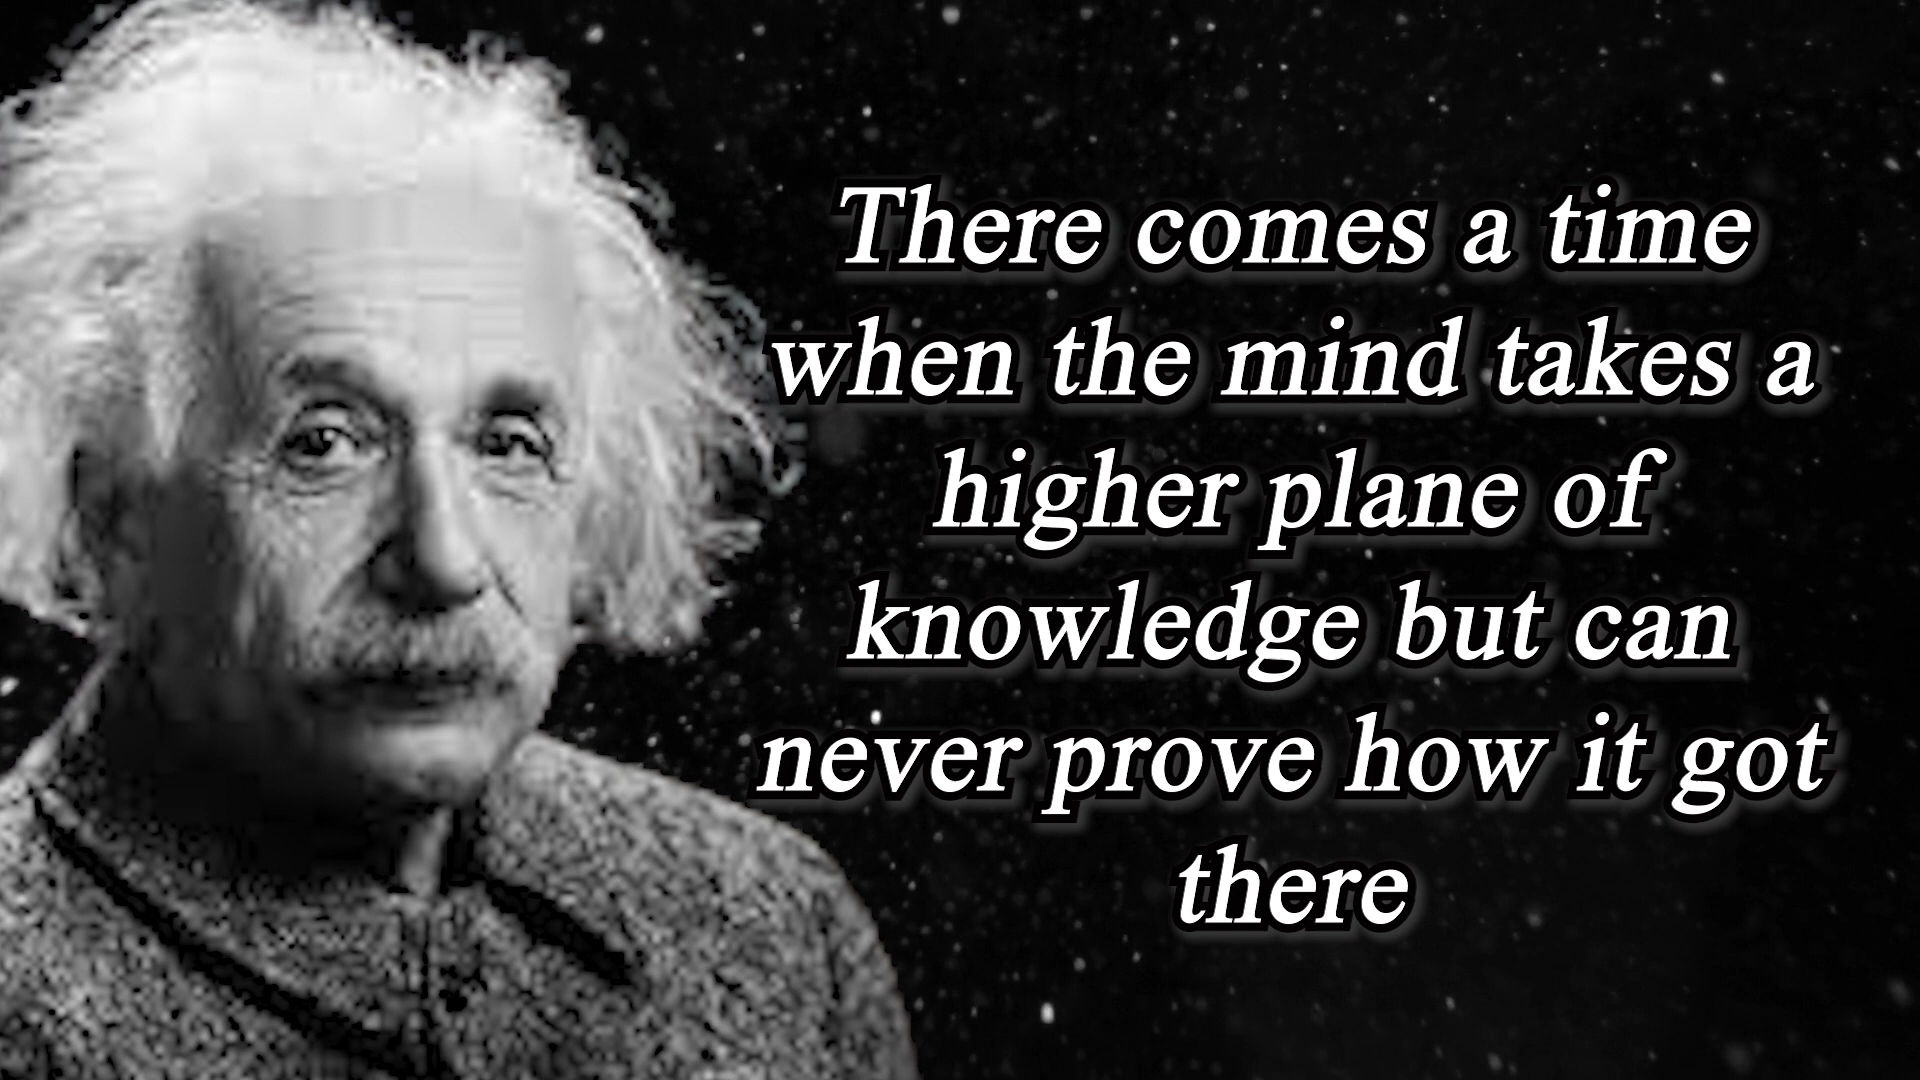 There comes a time
when the mind takes a
higher plane of
knowledge but can
never prove how it got
there